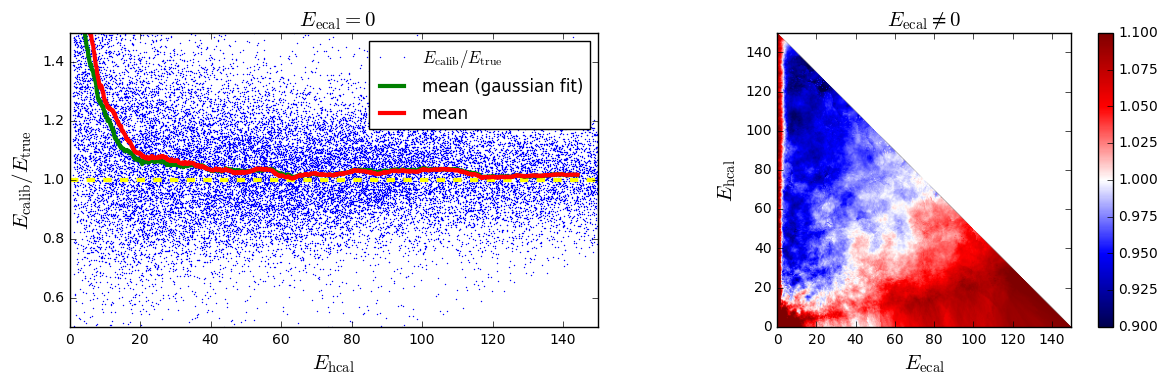 E_ecal = 0
E_calib/E_true
1.4
1.2
1.0
0.8
0.6
E_calib/E_true
mean (gaussian fit)
mean
0 20 40 60 80 100 120 140
E_hcal
E_ecal ≠ 0
E_hcal
140
120
100
80
60
40
20
0
0 20 40 60 80 100 120 140
E_ecal
1.100
1.075
1.050
1.025
1.000
0.975
0.950
0.925
0.900